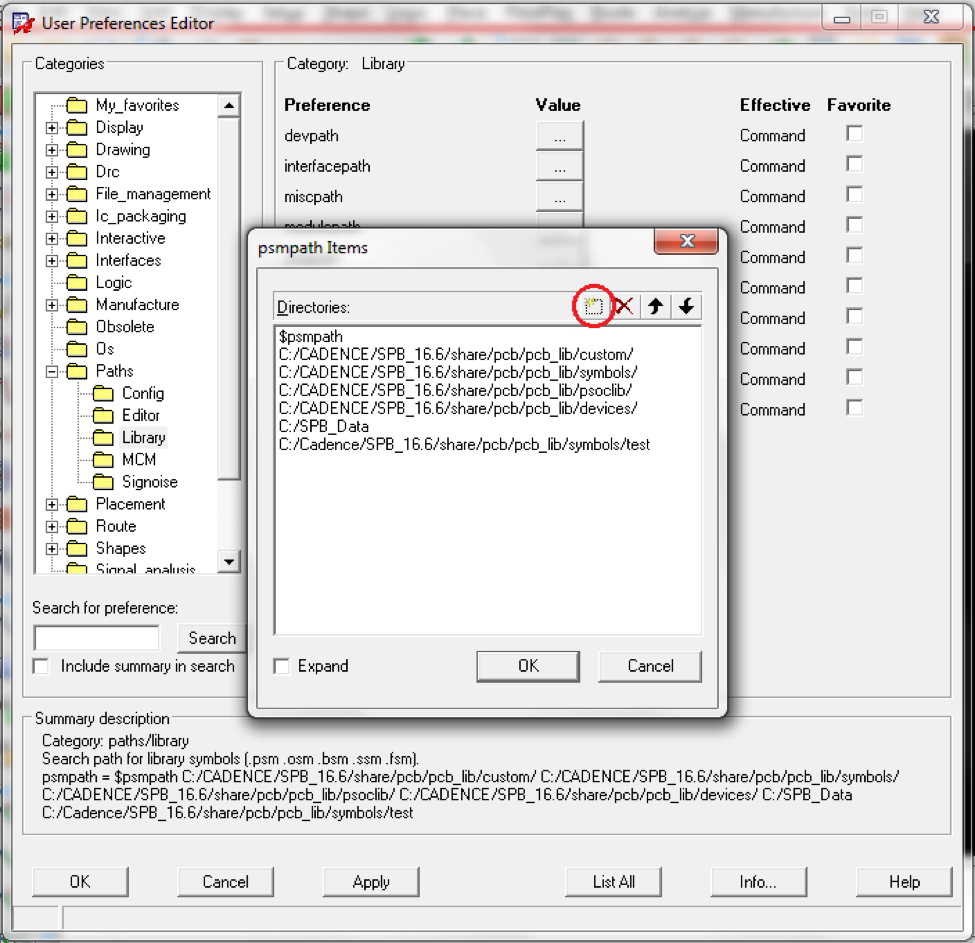 User Preferences Editor
Categories
My_favorites
Display
Drawing
Drc
File_management
Ic_packaging
Interactive
Interfaces
Logic
Manufacture
Obsolete
Os
Paths
Config
Editor
Library
MCM
Signoise
Placement
Route
Shapes
Signal_analysis
Search for preference:
Search
Include summary in search
Category: Library
Preference Value Effective Favorite
devpath ... Command
interfacepath ... Command
miscpath ... Command
modulepath Command
Command
Command
Command
Command
Command
Command
psmpath Items
Directories:
$psmpath
C:/CADENCE/SPB_16.6/share/pcb/pcb_lib/custom/
C:/CADENCE/SPB_16.6/share/pcb/pcb_lib/symbols/
C:/CADENCE/SPB_16.6/share/pcb/pcb_lib/psoclib/
C:/CADENCE/SPB_16.6/share/pcb/pcb_lib/devices/
C:/SPB_Data
C:/Cadence/SPB_16.6/share/pcb/pcb_lib/symbols/test
Expand
OK Cancel
Summary description
Category: paths/library
Search path for library symbols (.psm .osm .bsm .ssm .fsm).
psmpath = $psmpath C:/CADENCE/SPB_16.6/share/pcb/pcb_lib/custom/ C:/CADENCE/SPB_16.6/share/pcb/pcb_lib/symbols/
C:/CADENCE/SPB_16.6/share/pcb/pcb_lib/psoclib/ C:/CADENCE/SPB_16.6/share/pcb/pcb_lib/devices/ C:/SPB_Data
C:/Cadence/SPB_16.6/share/pcb/pcb_lib/symbols/test
OK Cancel Apply List All Info... Help